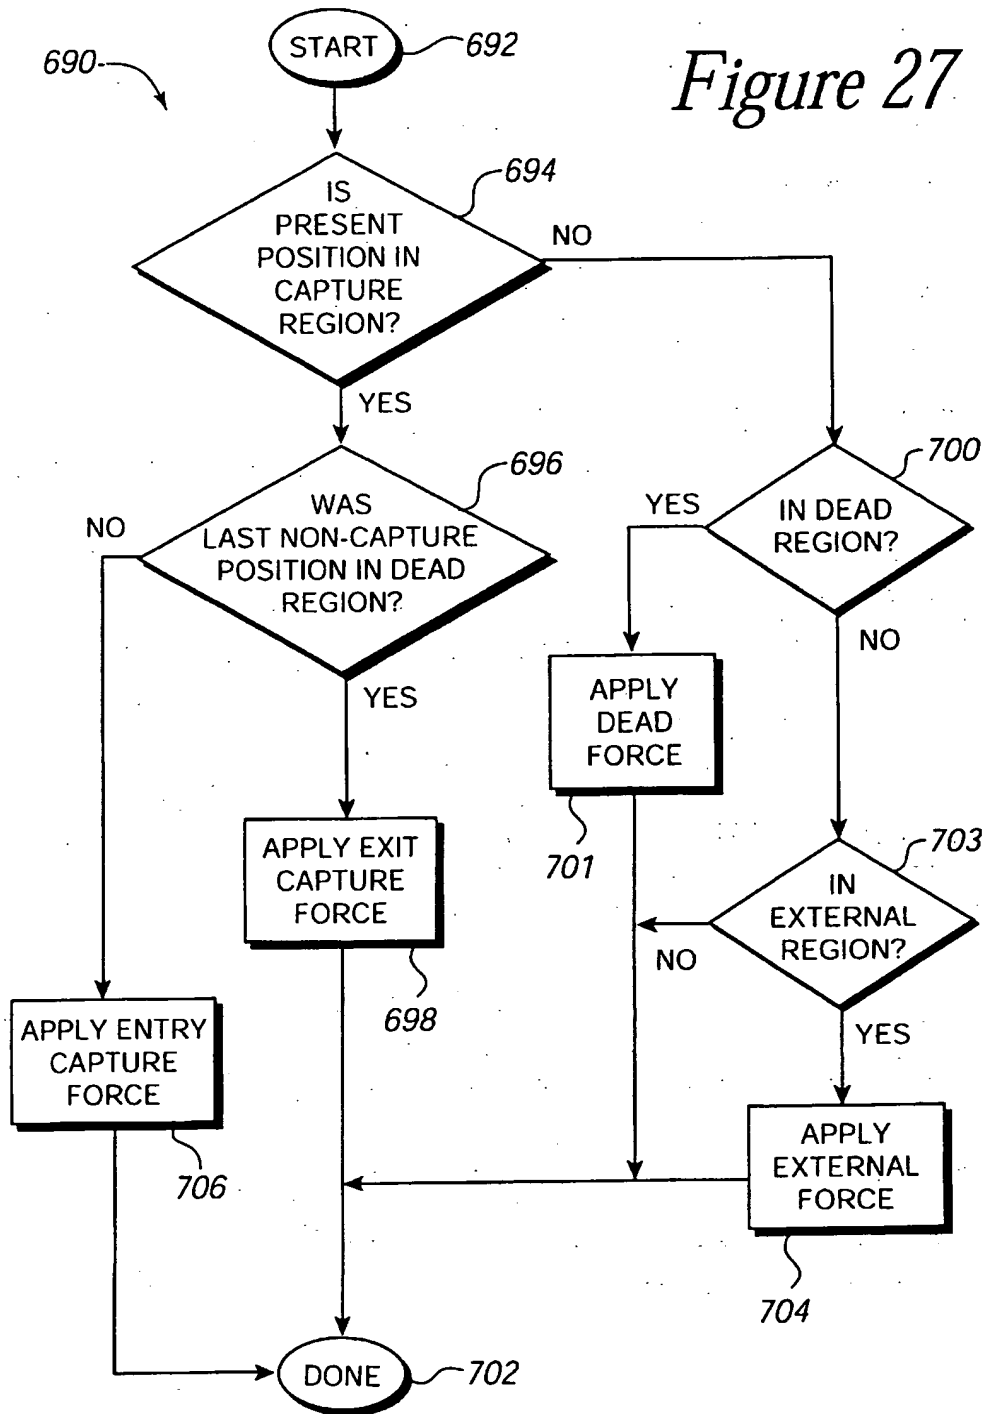 START
692
690
Figure 27
IS
PRESENT
POSITION IN
CAPTURE
REGION?
694
NO
YES
WAS
LAST NON-CAPTURE
POSITION IN DEAD
REGION?
696
NO
YES
IN DEAD
REGION?
700
YES
NO
APPLY
DEAD
FORCE
701
APPLY EXIT
CAPTURE
FORCE
698
IN
EXTERNAL
REGION?
703
NO
YES
APPLY ENTRY
CAPTURE
FORCE
706
APPLY
EXTERNAL
FORCE
704
DONE
702